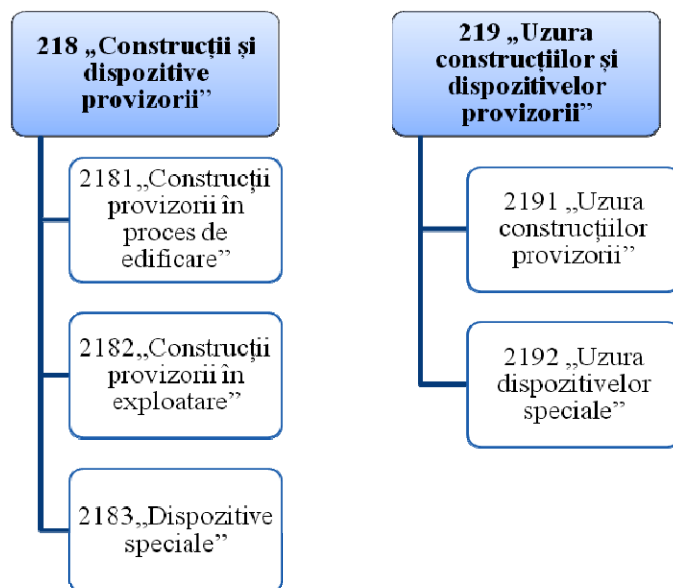 218 „Construcții și
dispozitive
provizorii”
2181„Construcții
provizorii în
proces de
edificare”
2182„Construcții
provizorii în
exploatare”
2183„Dispozitive
speciale”
219 „Uzura
construcțiilor și
dispozitivelor
provizorii”
2191 „Uzura
construcțiilor
provizorii”
2192 „Uzura
dispozitivelor
speciale”